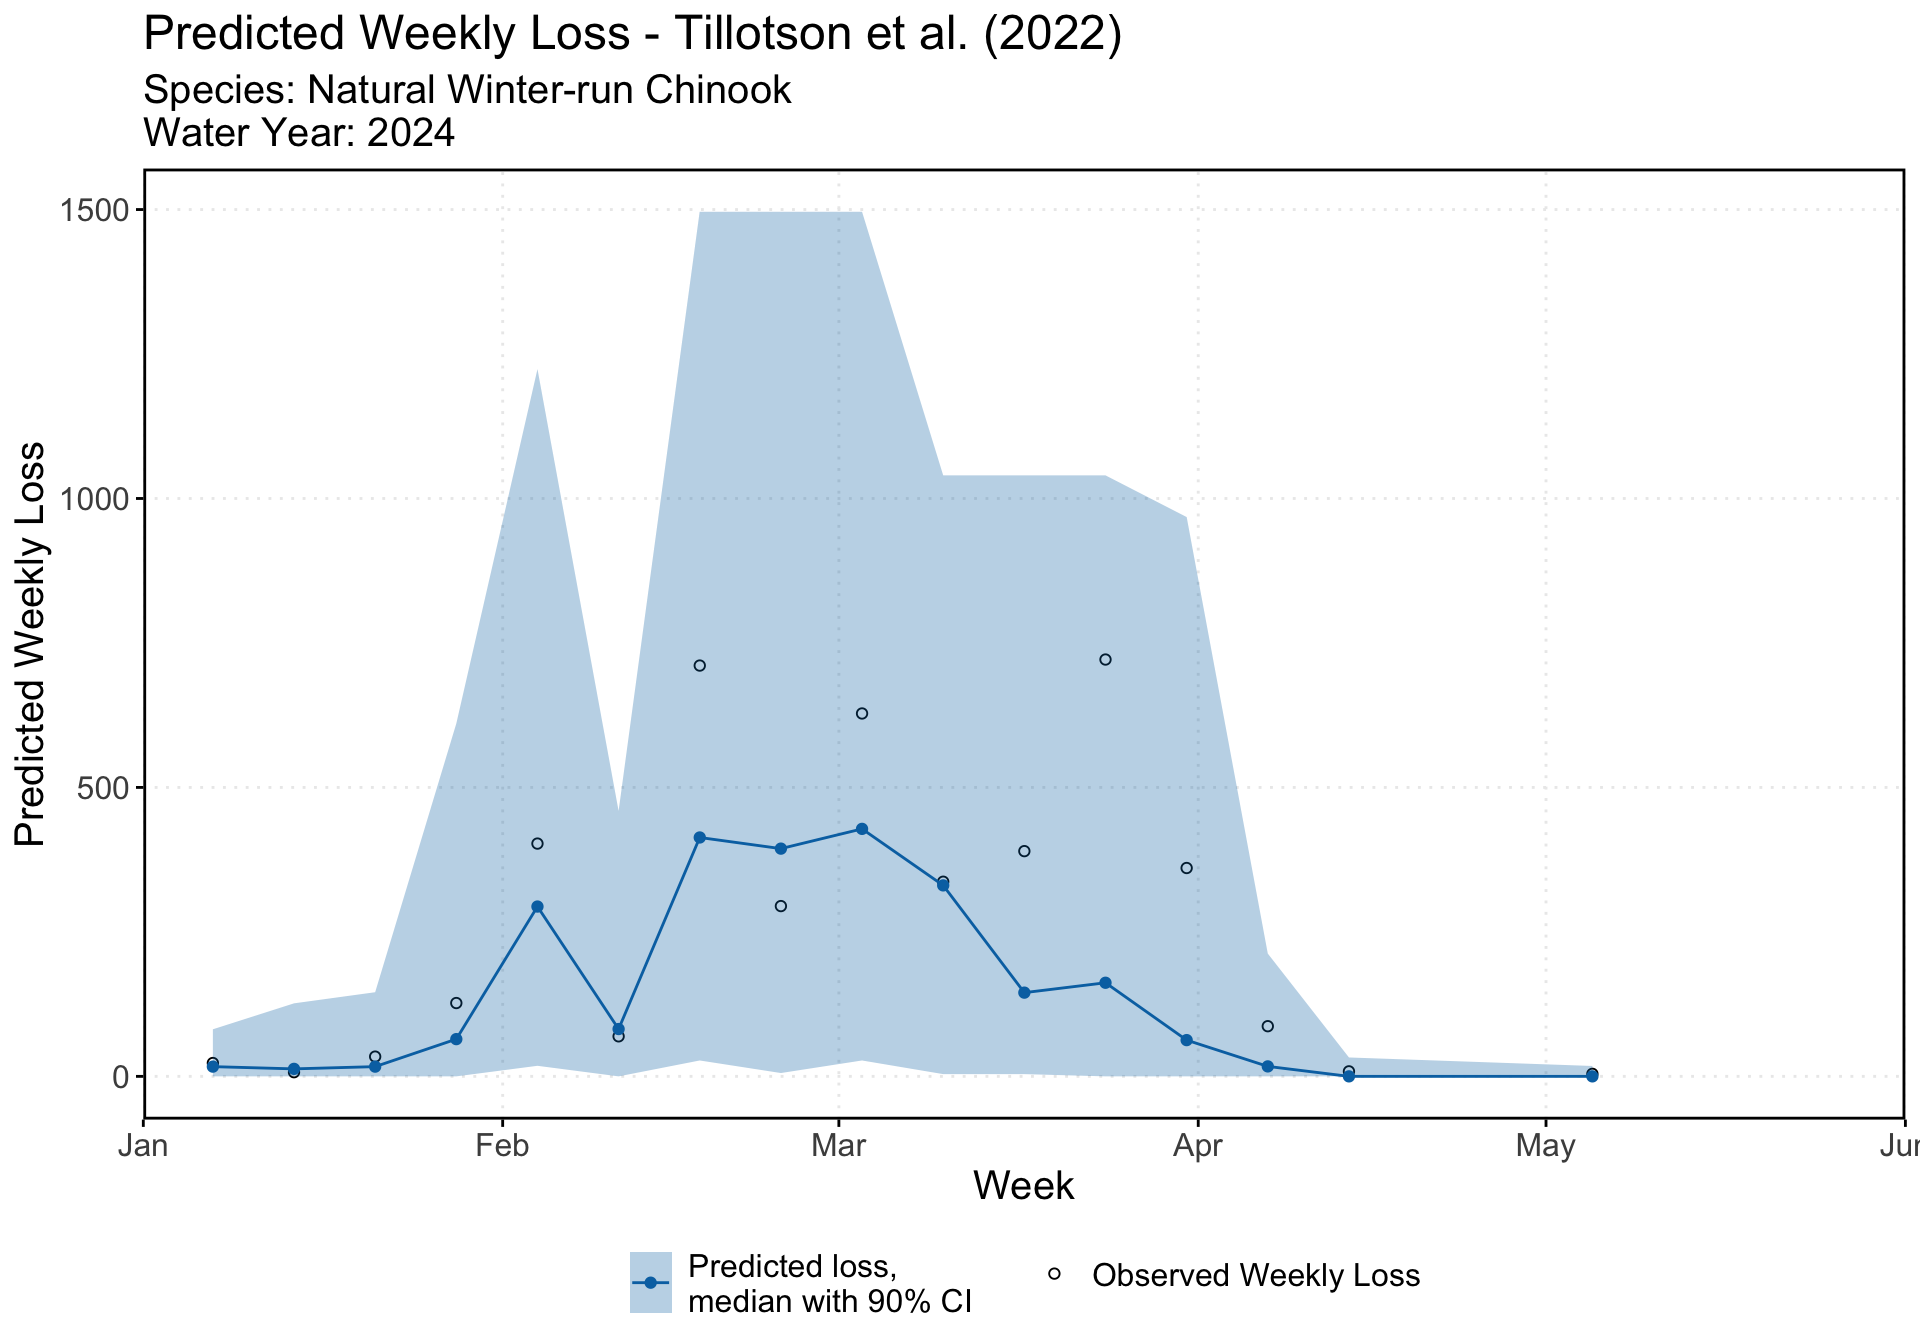 Predicted Weekly Loss - Tillotson et al. (2022)
Species: Natural Winter-run Chinook
Water Year: 2024
Predicted Weekly Loss
1500
1000
500
0
Jan
Feb
Mar
Apr
May
Jun
Week
Predicted loss,
median with 90% CI
Observed Weekly Loss